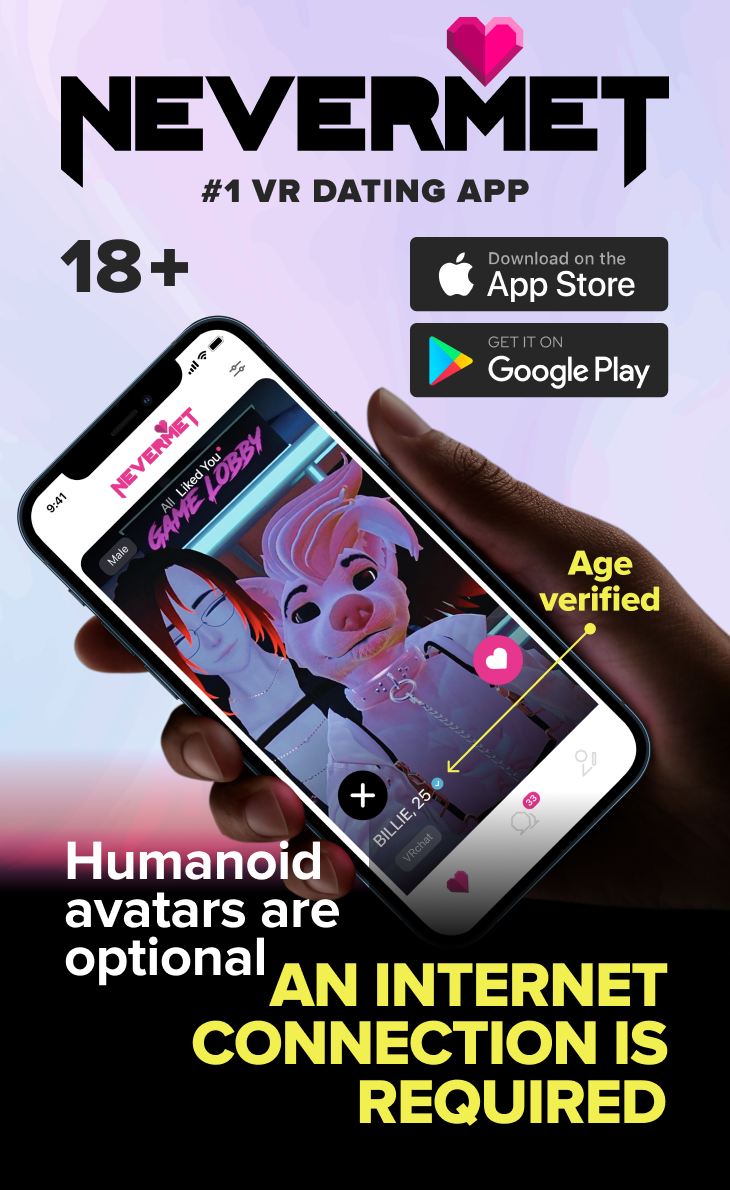 NEVERMET
#1 VR DATING APP
18+
Download on the
App Store
GET IT ON
Google Play
9:41
NEVERMET
All Liked You
GAME LOBBY
Male
Age
verified
BILLIE, 25
VRchat
33
Humanoid
avatars are
optional
AN INTERNET
CONNECTION IS
REQUIRED